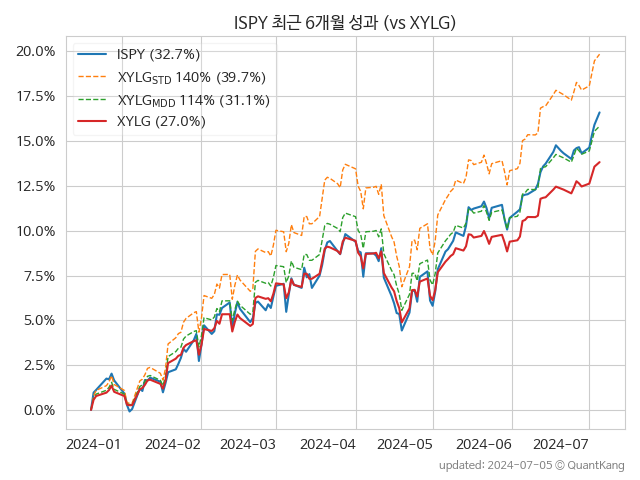 ISPY 최근 6개월 성과 (vs XYLG)
20.0%
17.5%
15.0%
12.5%
10.0%
7.5%
5.0%
2.5%
0.0%
ISPY (32.7%)
XYLG_STD 140% (39.7%)
XYLG_MDD 114% (31.1%)
XYLG (27.0%)
2024-01 2024-02 2024-03 2024-04 2024-05 2024-06 2024-07
updated: 2024-07-05 © QuantKang